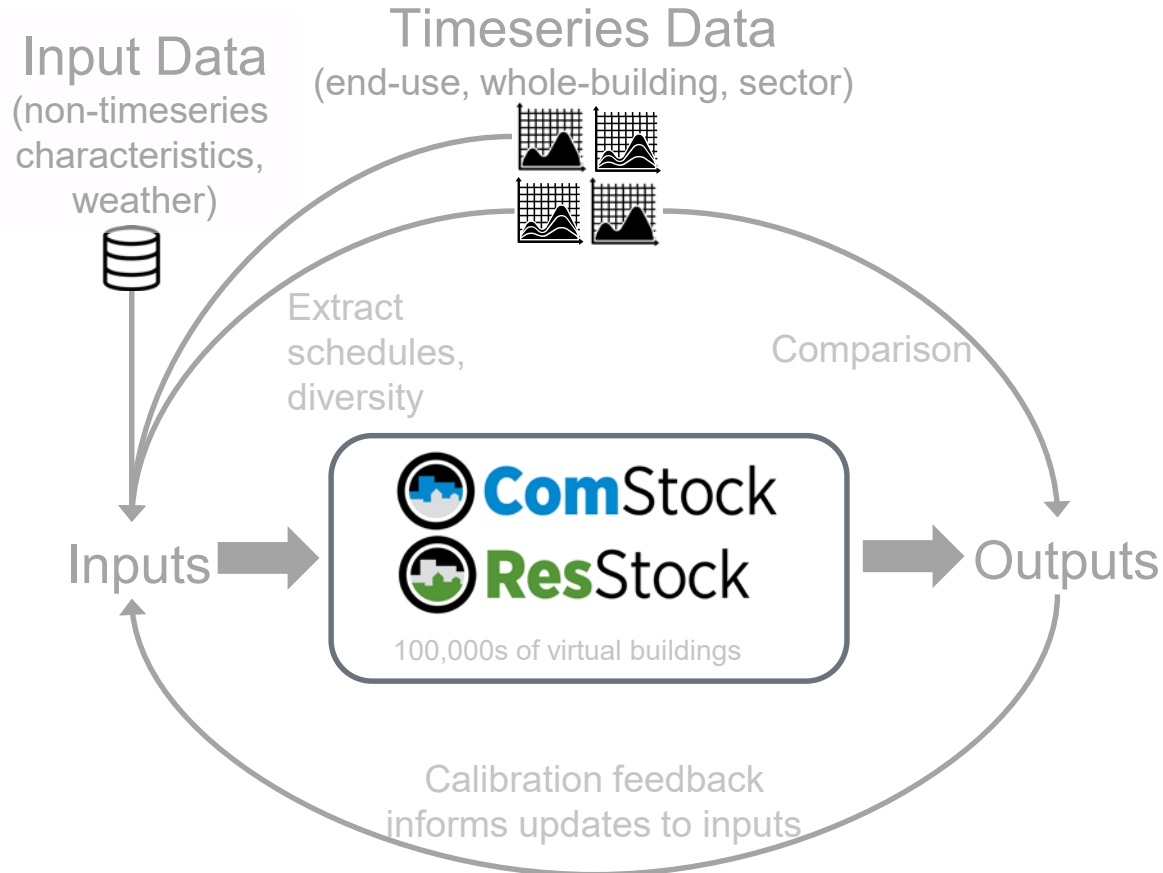 Input Data
(non-timeseries
characteristics,
weather)
Timeseries Data
(end-use, whole-building, sector)
Extract
schedules,
diversity
Comparison
ComStock
ResStock
100,000s of virtual buildings
Inputs
Outputs
Calibration feedback
informs updates to inputs